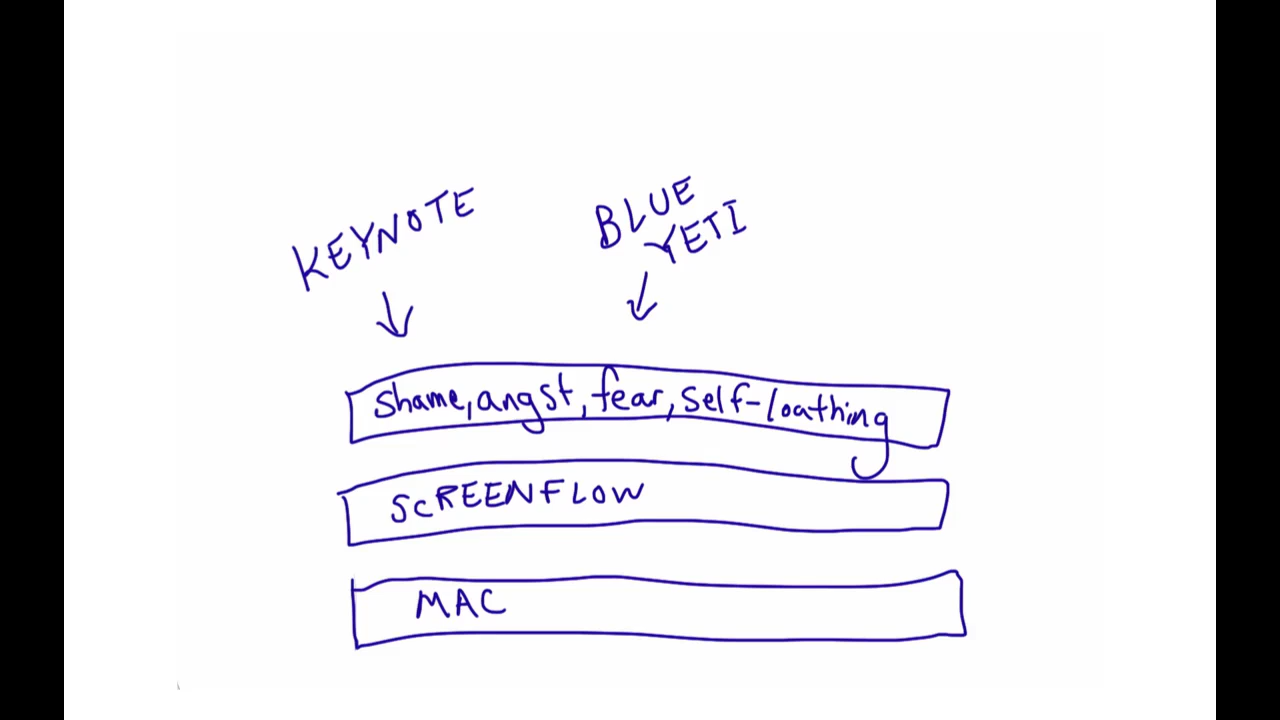 KEYNOTE
BLUE
YETI
shame, angst, fear, self-loathing
SCREENFLOW
MAC